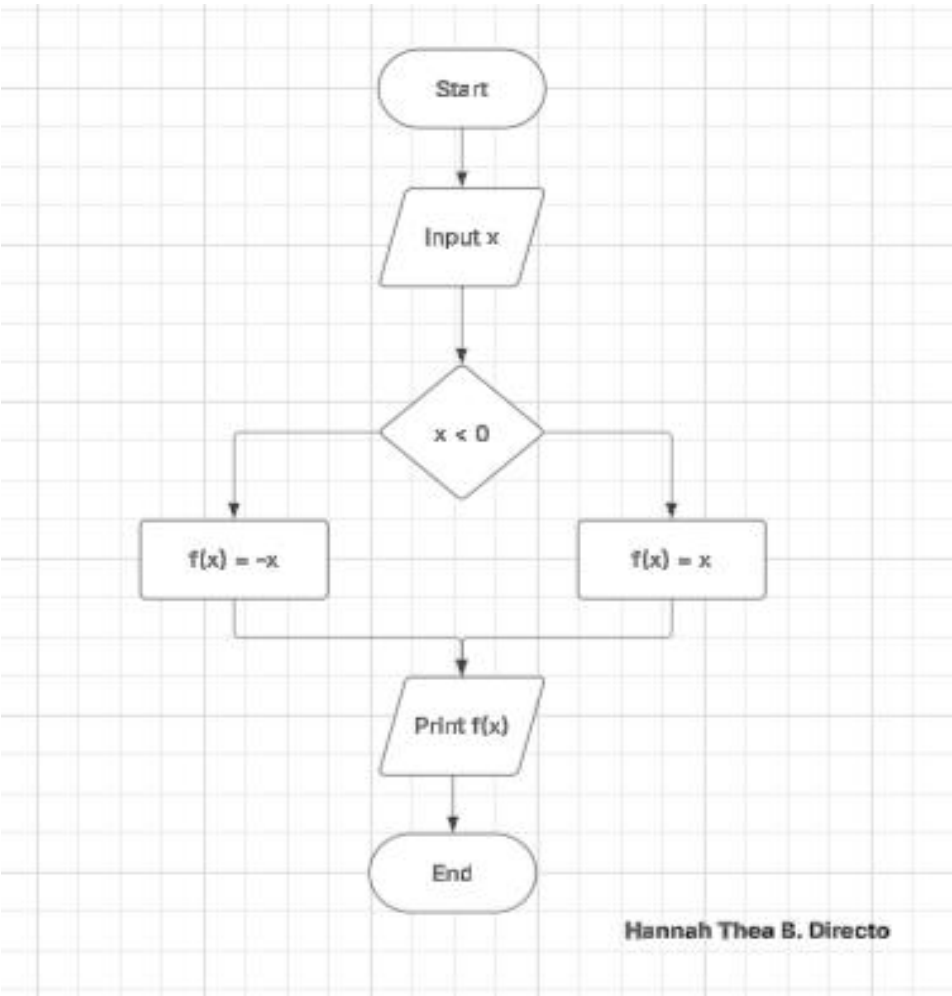 Start
Input x
x < 0
f(x) = -x
f(x) = x
Print f(x)
End
Hannah Thea B. Directo